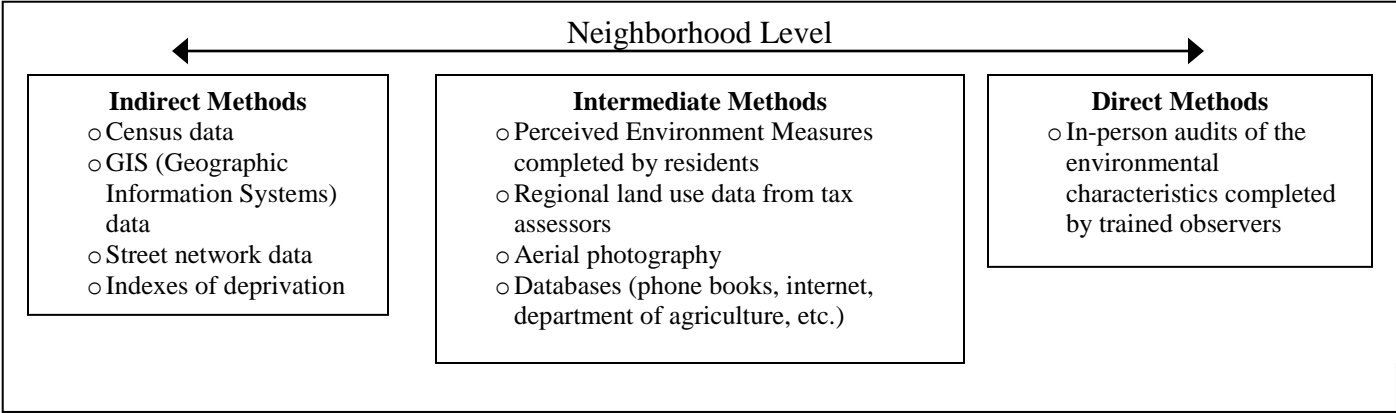 Neighborhood Level
Indirect Methods
○ Census data
○ GIS (Geographic
Information Systems)
data
○ Street network data
○ Indexes of deprivation
Intermediate Methods
○ Perceived Environment Measures
completed by residents
○ Regional land use data from tax
assessors
○ Aerial photography
○ Databases (phone books, internet,
department of agriculture, etc.)
Direct Methods
○ In-person audits of the
environmental
characteristics completed
by trained observers